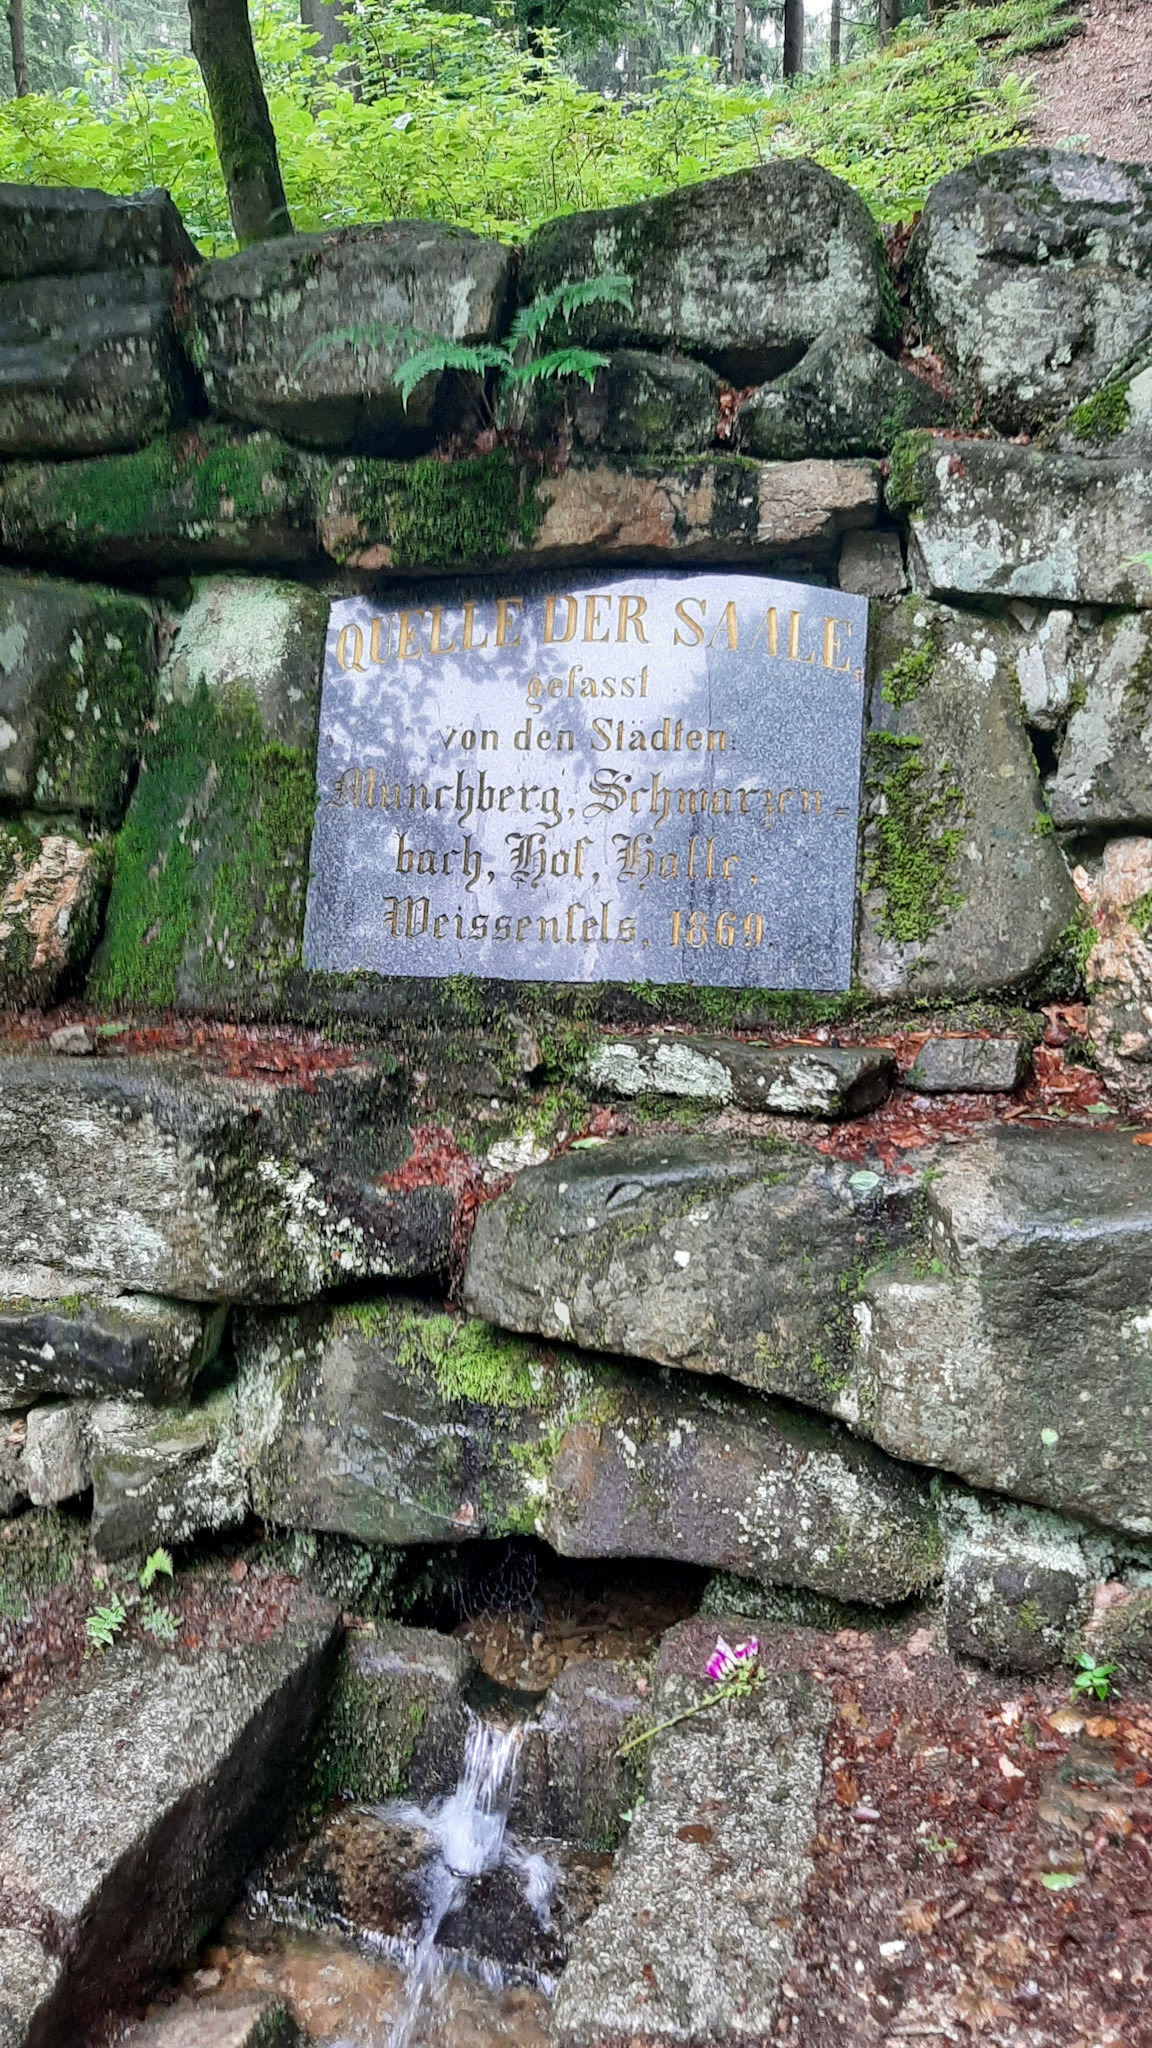 QUELLE DER SAALE,
gefasst
von den Städten:
Münchberg, Schwarzen-
bach, Hof, Halle,
Weissenfels, 1869.